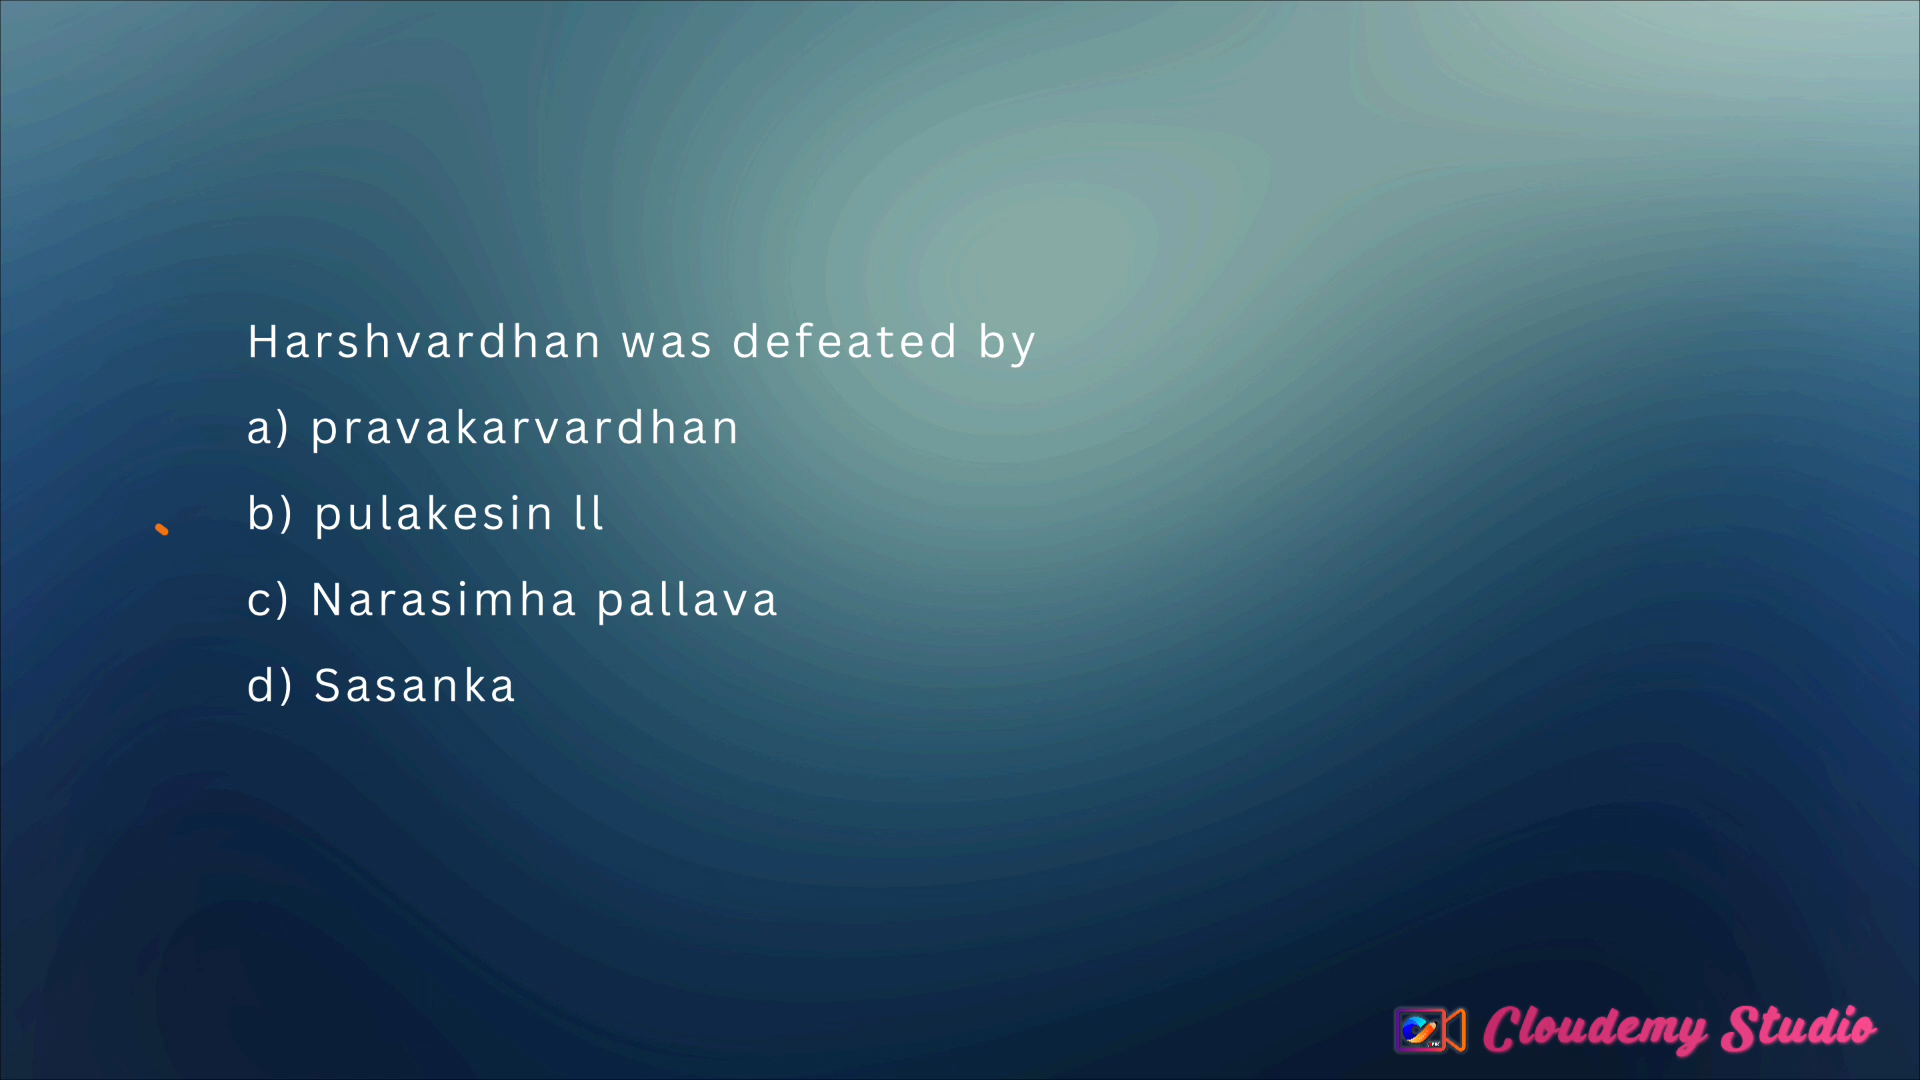 Harshvardhan was defeated by
a) pravakarvardhan
b) pulakesin ll
c) Narasimha pallava
d) Sasanka
Cloudemy Studio